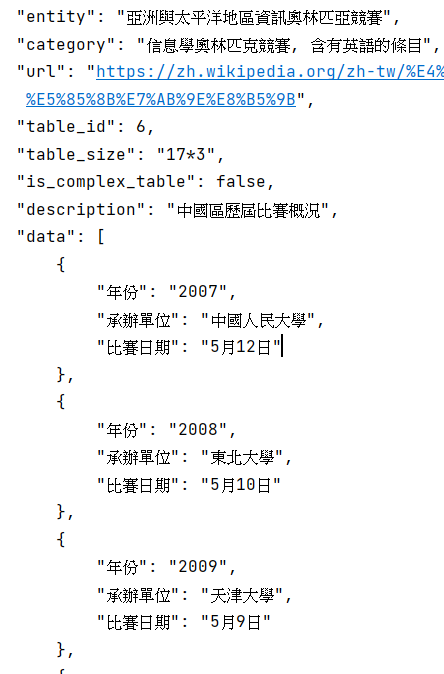 "entity": "亞洲與太平洋地區資訊奧林匹亞競賽",
"category": "信息學奧林匹克競賽, 含有英語的條目",
"url": "https://zh.wikipedia.org/zh-tw/%E4%
%E5%85%8B%E7%AB%9E%E8%B5%9B",
"table_id": 6,
"table_size": "17*3",
"is_complex_table": false,
"description": "中國區歷屆比賽概況",
"data": [
{
"年份": "2007",
"承辦單位": "中國人民大學",
"比賽日期": "5月12日"
},
{
"年份": "2008",
"承辦單位": "東北大學",
"比賽日期": "5月10日"
},
{
"年份": "2009",
"承辦單位": "天津大學",
"比賽日期": "5月9日"
},